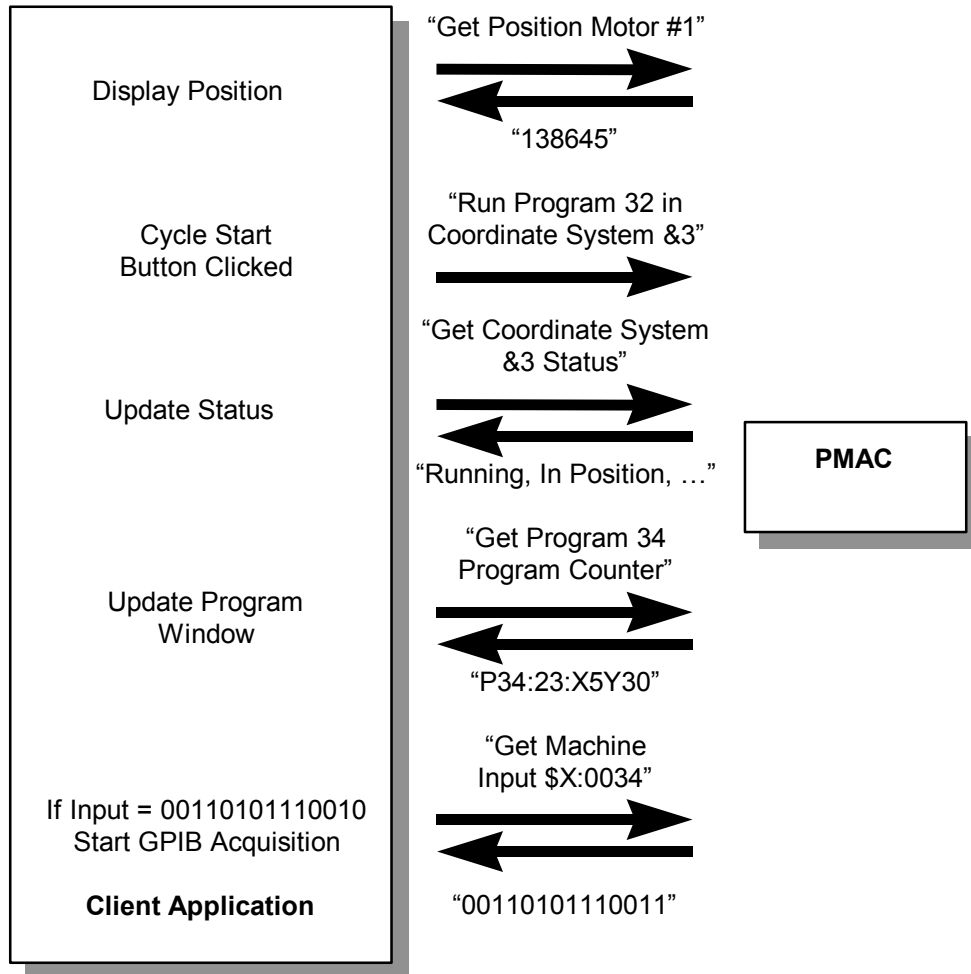 “Get Position Motor #1”
Display Position
“138645”
“Run Program 32 in
Coordinate System &3”
Cycle Start
Button Clicked
“Get Coordinate System
&3 Status”
Update Status
“Running, In Position, …”
PMAC
“Get Program 34
Program Counter”
Update Program
Window
“P34:23:X5Y30”
“Get Machine
Input $X:0034”
If Input = 00110101110010
Start GPIB Acquisition
“00110101110011”
Client Application